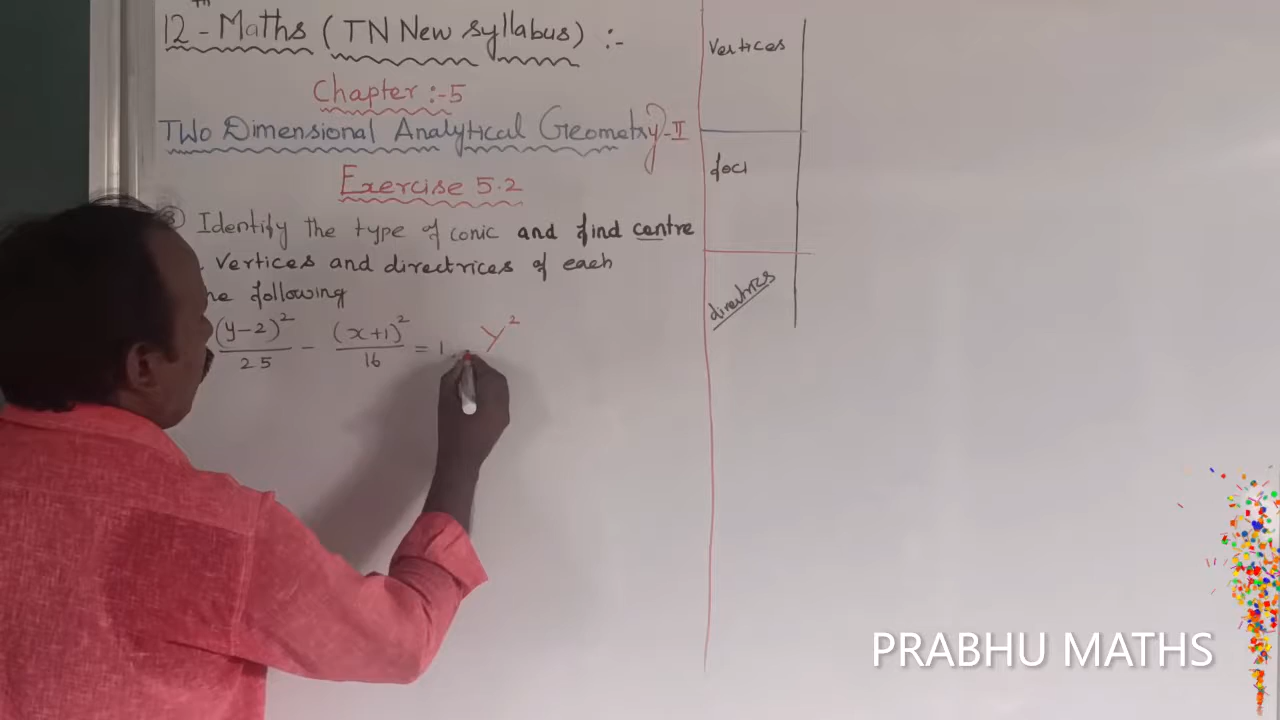 12th - Maths (TN New Syllabus) :-
Chapter :- 5
Two Dimensional Analytical Geometry - II
Exercise 5.2
Identify the type of conic and find centre
vertices and directrices of each
following
(y-2)²/25 - (x+1)²/16 = 1 y²
Vertices
foci
directrices
PRABHU MATHS